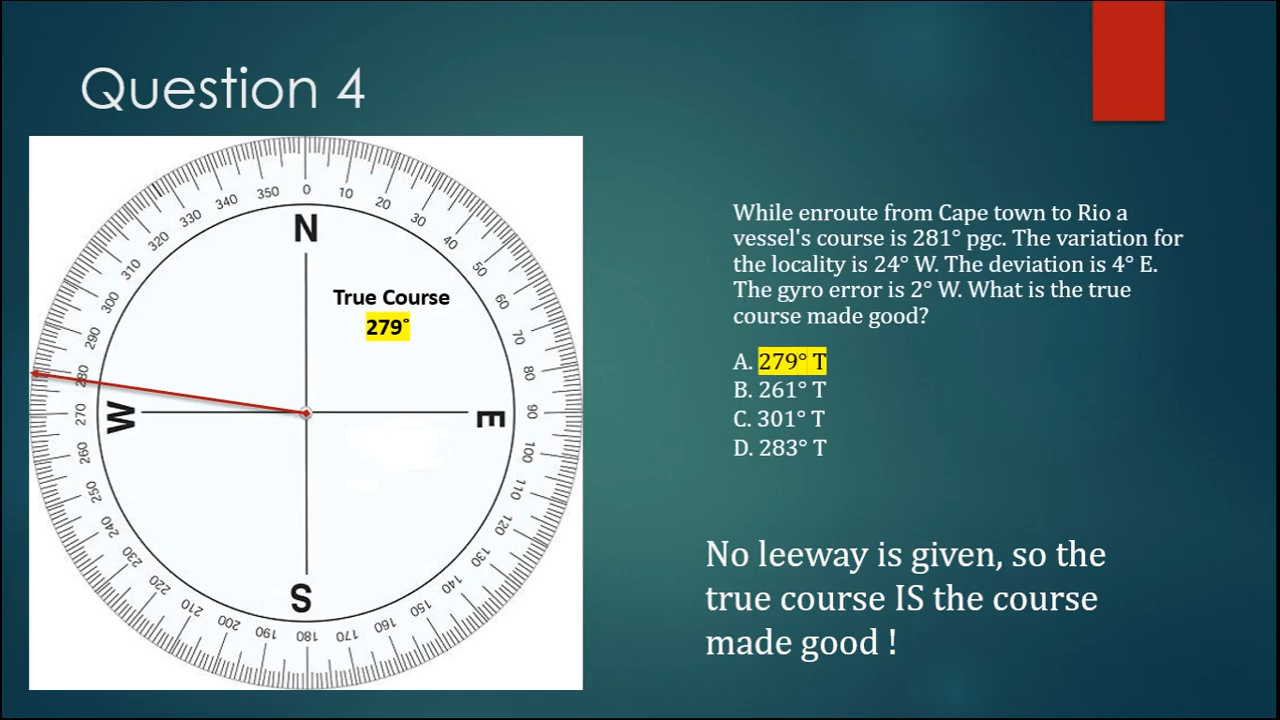 Question 4
0
10
20
30
40
50
60
70
80
90
100
110
120
130
140
150
160
170
180
190
200
210
220
230
240
250
260
270
280
290
300
310
320
330
340
350
N
E
S
W
True Course
279°
While enroute from Cape town to Rio a
vessel's course is 281° pgc. The variation for
the locality is 24° W. The deviation is 4° E.
The gyro error is 2° W. What is the true
course made good?
A. 279° T
B. 261° T
C. 301° T
D. 283° T
No leeway is given, so the
true course IS the course
made good !